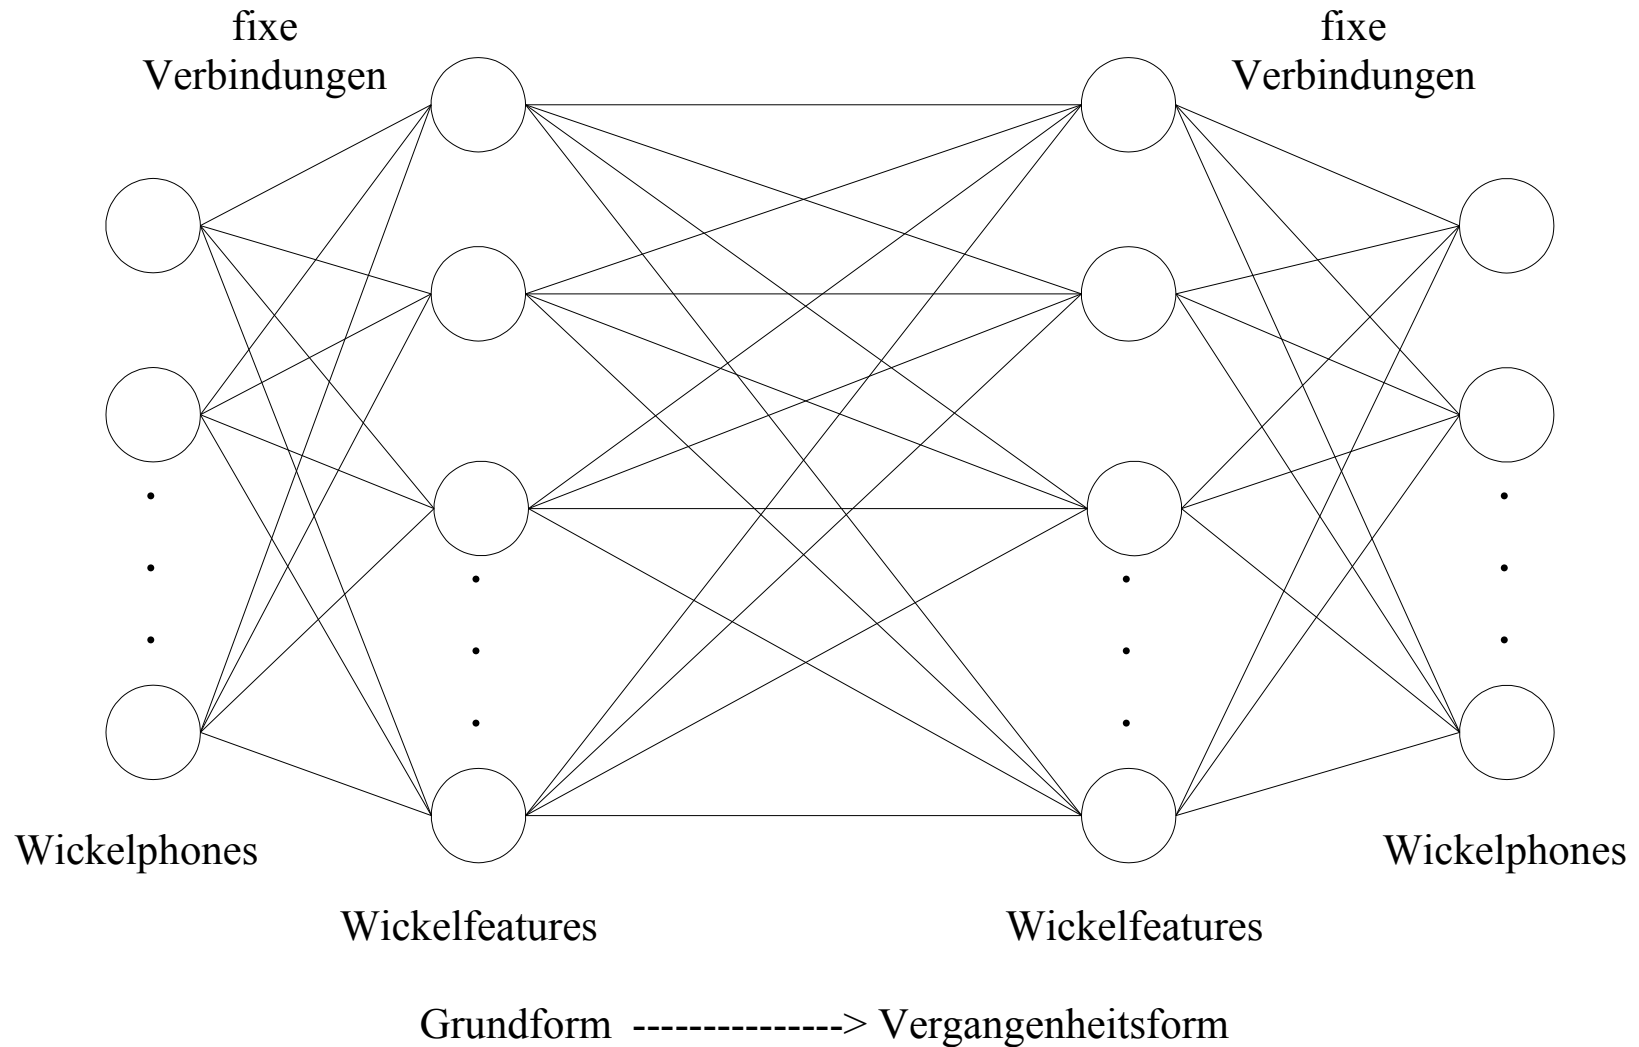 fixe
Verbindungen
fixe
Verbindungen
Wickelphones
Wickelphones
Wickelfeatures
Wickelfeatures
Grundform ---------------> Vergangenheitsform